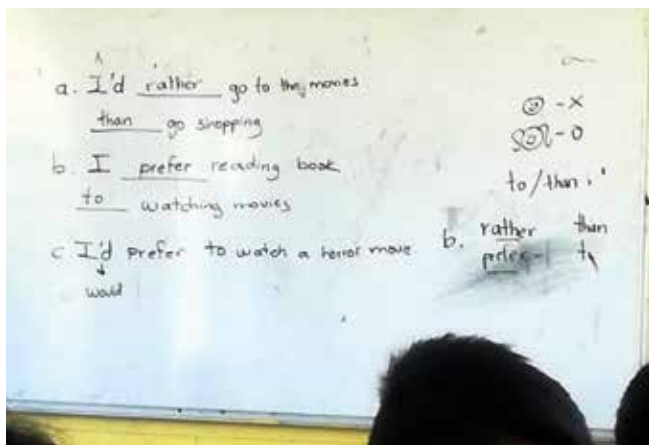 a. I'd rather go to the movies
than go shopping
b. I prefer reading book
to watching movies
c I'd prefer to watch a horror move
would
- X
- O
to/than
b. rather than
prefer to